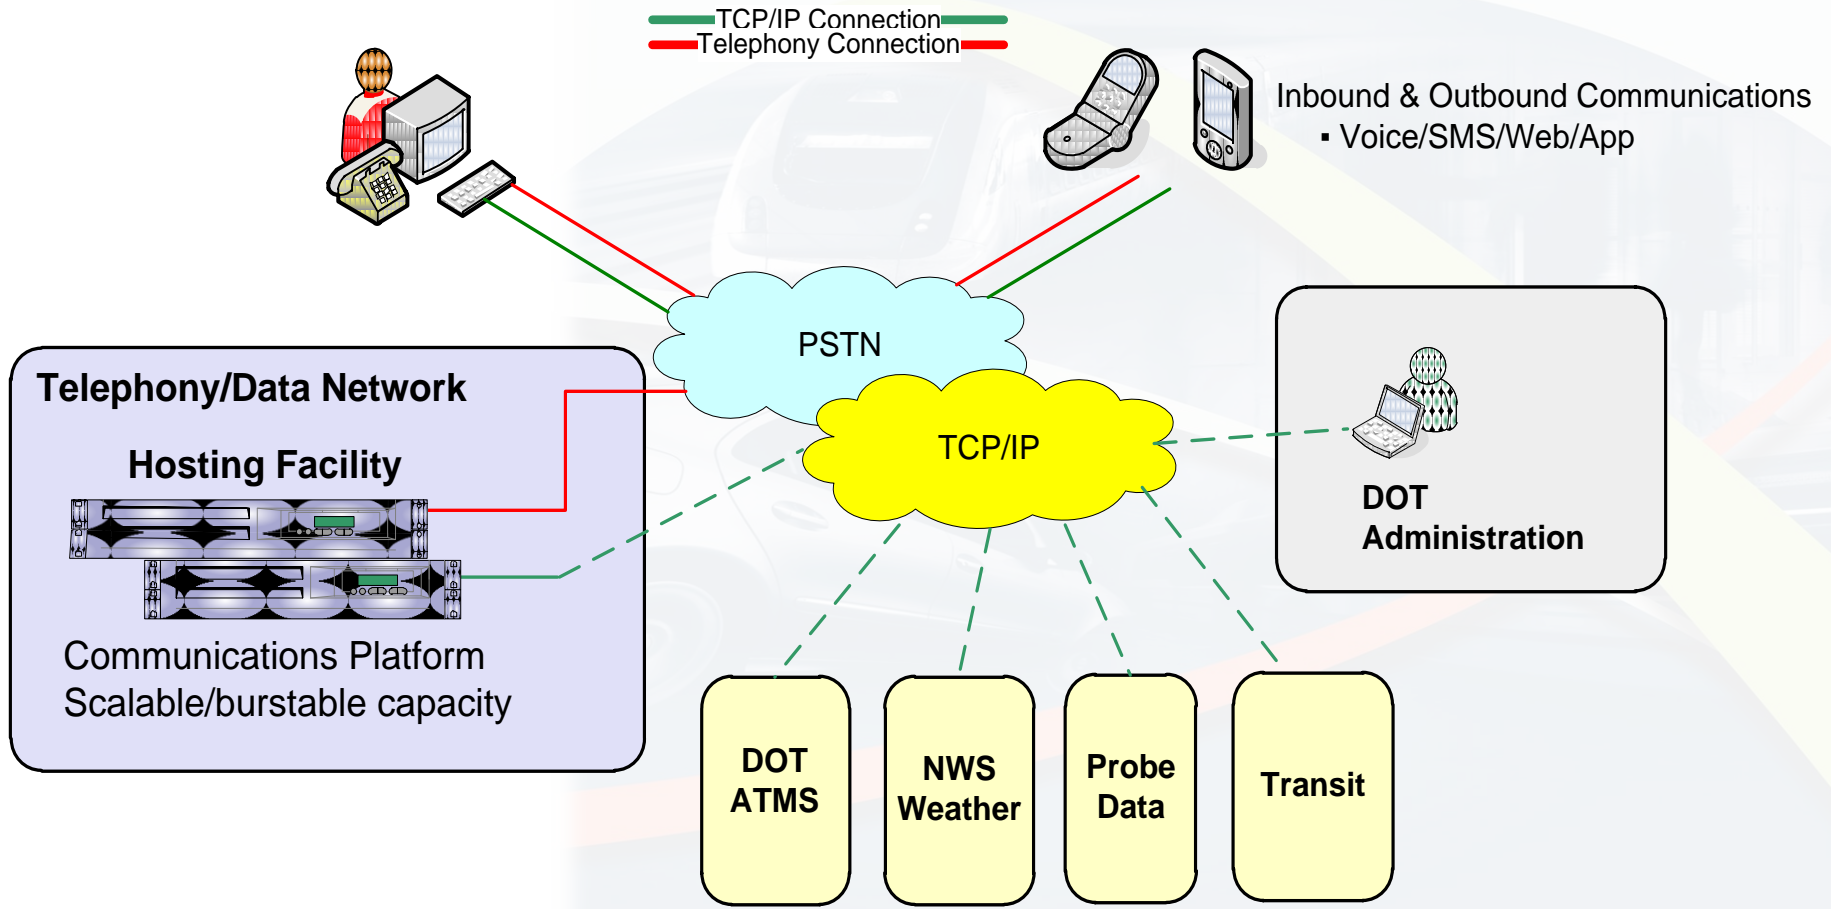 TCP/IP Connection
Telephony Connection
Inbound & Outbound Communications
▪ Voice/SMS/Web/App
PSTN
TCP/IP
Telephony/Data Network
Hosting Facility
Communications Platform
Scalable/burstable capacity
DOT
Administration
DOT
ATMS
NWS
Weather
Probe
Data
Transit